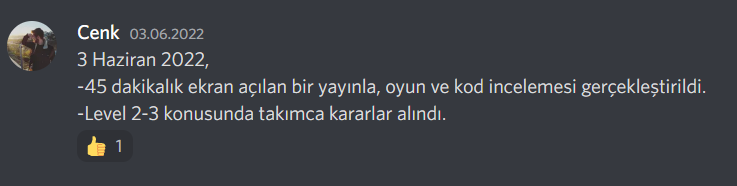 Cenk 03.06.2022
3 Haziran 2022,
-45 dakikalık ekran açılan bir yayınla, oyun ve kod incelemesi gerçekleştirildi.
-Level 2-3 konusunda takımca kararlar alındı.
👍 1